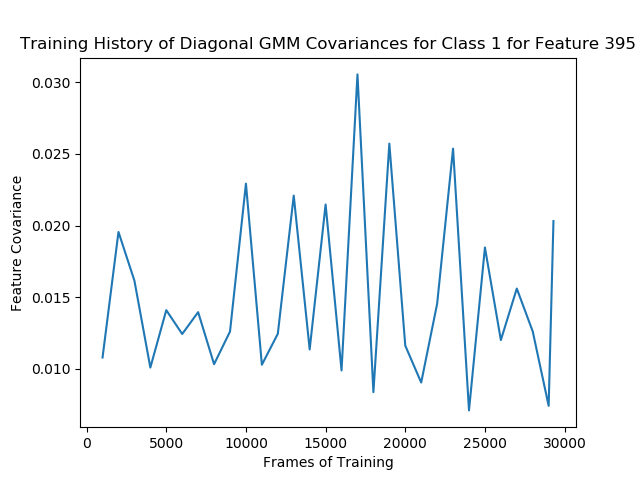 Training History of Diagonal GMM Covariances for Class 1 for Feature 395
0.030
0.025
0.020
0.015
0.010
Feature Covariance
0 5000 10000 15000 20000 25000 30000
Frames of Training